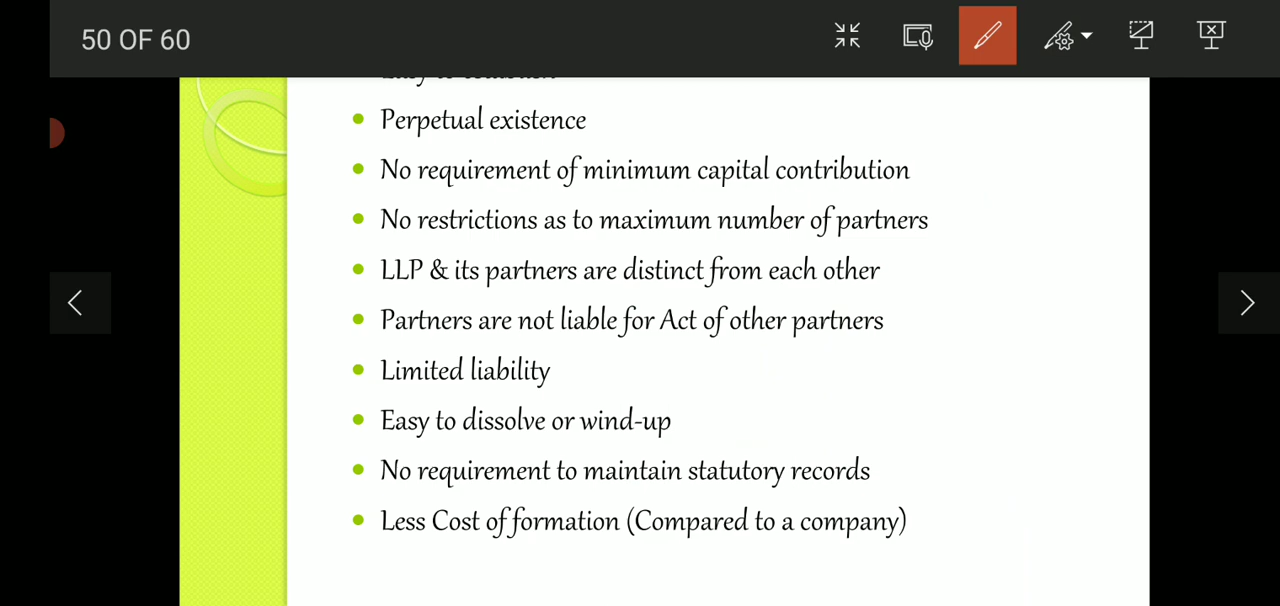 50 OF 60
Perpetual existence
No requirement of minimum capital contribution
No restrictions as to maximum number of partners
LLP & its partners are distinct from each other
Partners are not liable for Act of other partners
Limited liability
Easy to dissolve or wind-up
No requirement to maintain statutory records
Less Cost of formation (Compared to a company)